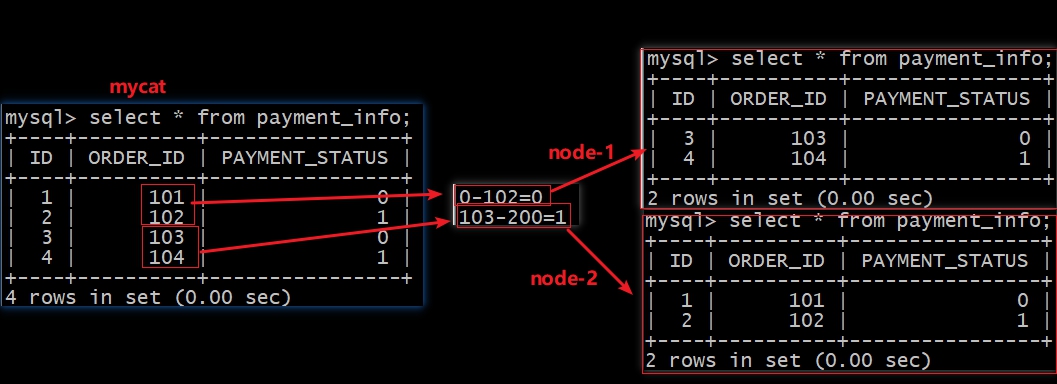 mycat
mysql> select * from payment_info;
+----+----------+----------------+
| ID | ORDER_ID | PAYMENT_STATUS |
+----+----------+----------------+
| 1 | 101 | 0 |
| 2 | 102 | 1 |
| 3 | 103 | 0 |
| 4 | 104 | 1 |
+----+----------+----------------+
4 rows in set (0.00 sec)
0-102=0
103-200=1
node-1
mysql> select * from payment_info;
+----+----------+----------------+
| ID | ORDER_ID | PAYMENT_STATUS |
+----+----------+----------------+
| 3 | 103 | 0 |
| 4 | 104 | 1 |
+----+----------+----------------+
2 rows in set (0.00 sec)
node-2
mysql> select * from payment_info;
+----+----------+----------------+
| ID | ORDER_ID | PAYMENT_STATUS |
+----+----------+----------------+
| 1 | 101 | 0 |
| 2 | 102 | 1 |
+----+----------+----------------+
2 rows in set (0.00 sec)